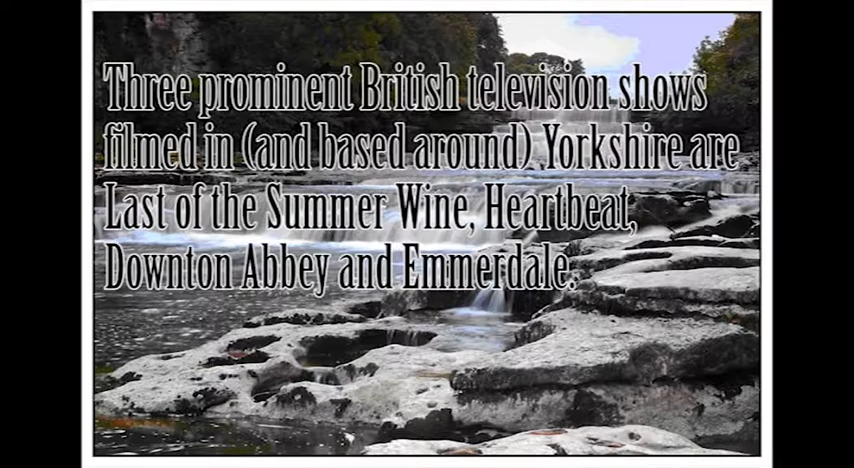 Three prominent British television shows
filmed in (and based around) Yorkshire are
Last of the Summer Wine, Heartbeat,
Downton Abbey and Emmerdale.